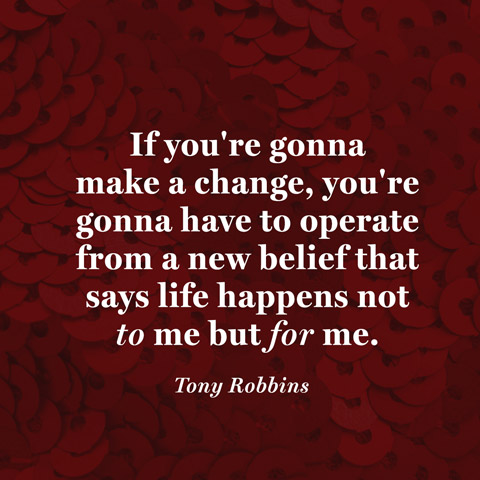 If you're gonna
make a change, you're
gonna have to operate
from a new belief that
says life happens not
to me but for me.
Tony Robbins